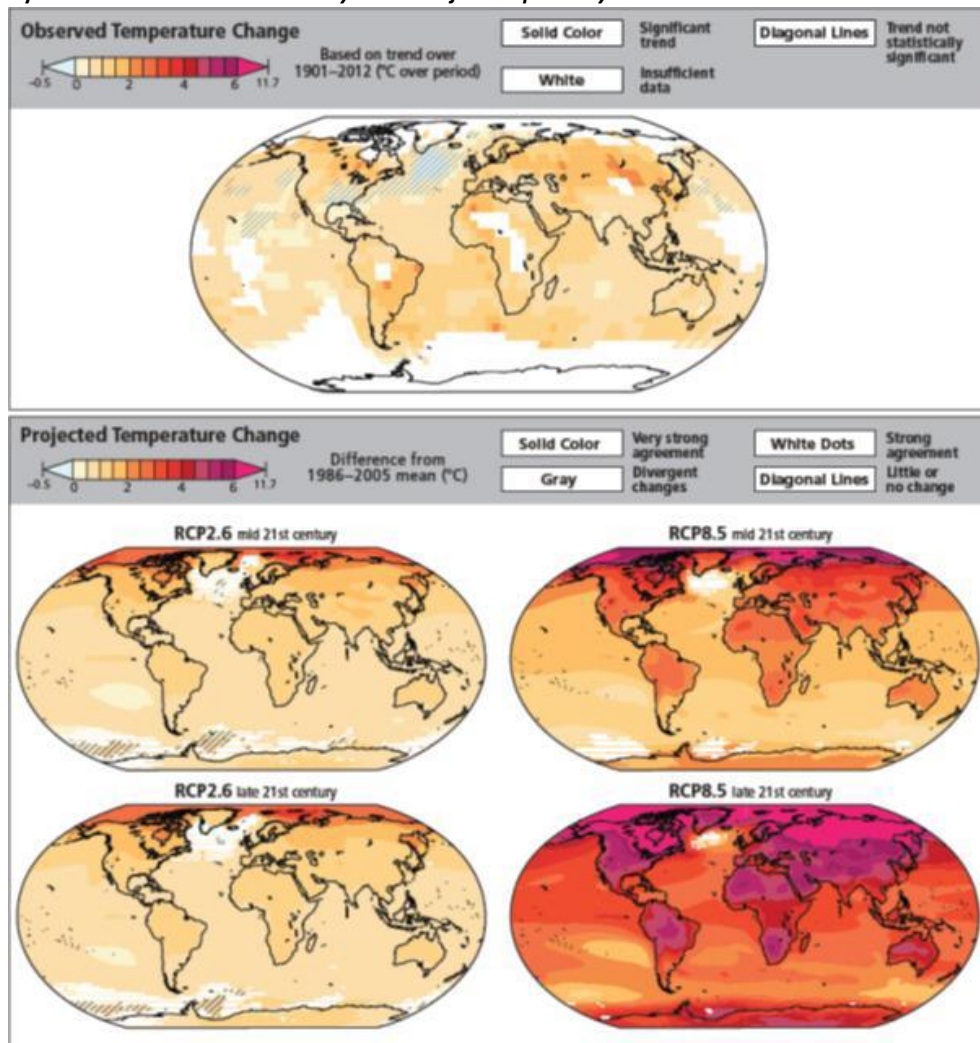 Observed Temperature Change
Based on trend over
1901–2012 (°C over period)
−0.5 0 2 4 6 11.7
Solid Color
Significant
trend
Diagonal Lines
Trend not
statistically
significant
White
Insufficient
data
Projected Temperature Change
Difference from
1986–2005 mean (°C)
−0.5 0 2 4 6 11.7
Solid Color
Very strong
agreement
White Dots
Strong
agreement
Gray
Divergent
changes
Diagonal Lines
Little or
no change
RCP2.6 mid 21st century
RCP8.5 mid 21st century
RCP2.6 late 21st century
RCP8.5 late 21st century